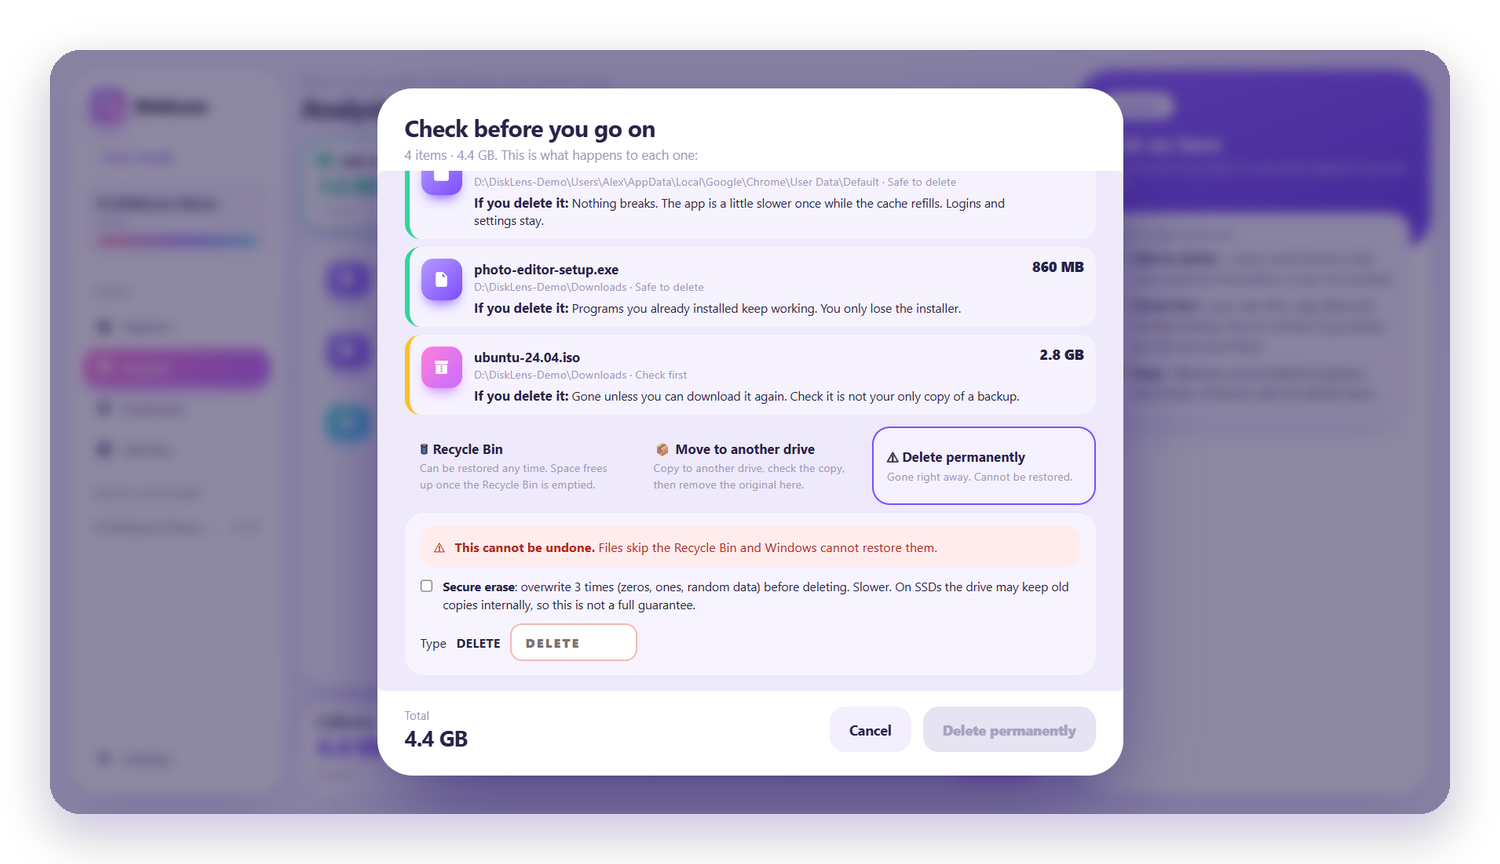 Check before you go on
4 items · 4.4 GB. This is what happens to each one:
D:\DiskLens-Demo\Users\Alex\AppData\Local\Google\Chrome\User Data\Default · Safe to delete
If you delete it: Nothing breaks. The app is a little slower once while the cache refills. Logins and
settings stay.
photo-editor-setup.exe
860 MB
D:\DiskLens-Demo\Downloads · Safe to delete
If you delete it: Programs you already installed keep working. You only lose the installer.
ubuntu-24.04.iso
2.8 GB
D:\DiskLens-Demo\Downloads · Check first
If you delete it: Gone unless you can download it again. Check it is not your only copy of a backup.
Recycle Bin
Can be restored any time. Space frees
up once the Recycle Bin is emptied.
Move to another drive
Copy to another drive, check the copy,
then remove the original here.
⚠ Delete permanently
Gone right away. Cannot be restored.
⚠ This cannot be undone. Files skip the Recycle Bin and Windows cannot restore them.
Secure erase: overwrite 3 times (zeros, ones, random data) before deleting. Slower. On SSDs the drive may keep old
copies internally, so this is not a full guarantee.
Type DELETE DELETE
Total
4.4 GB
Cancel
Delete permanently